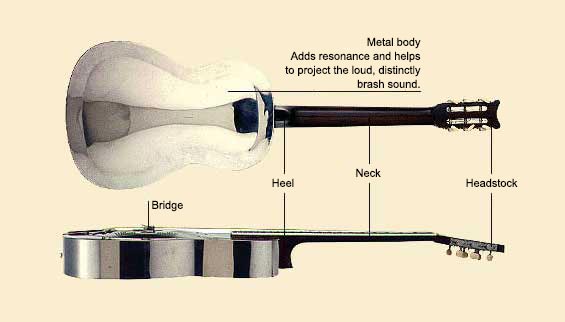 Metal body
Adds resonance and helps
to project the loud, distinctly
brash sound.
Neck
Heel
Headstock
Bridge